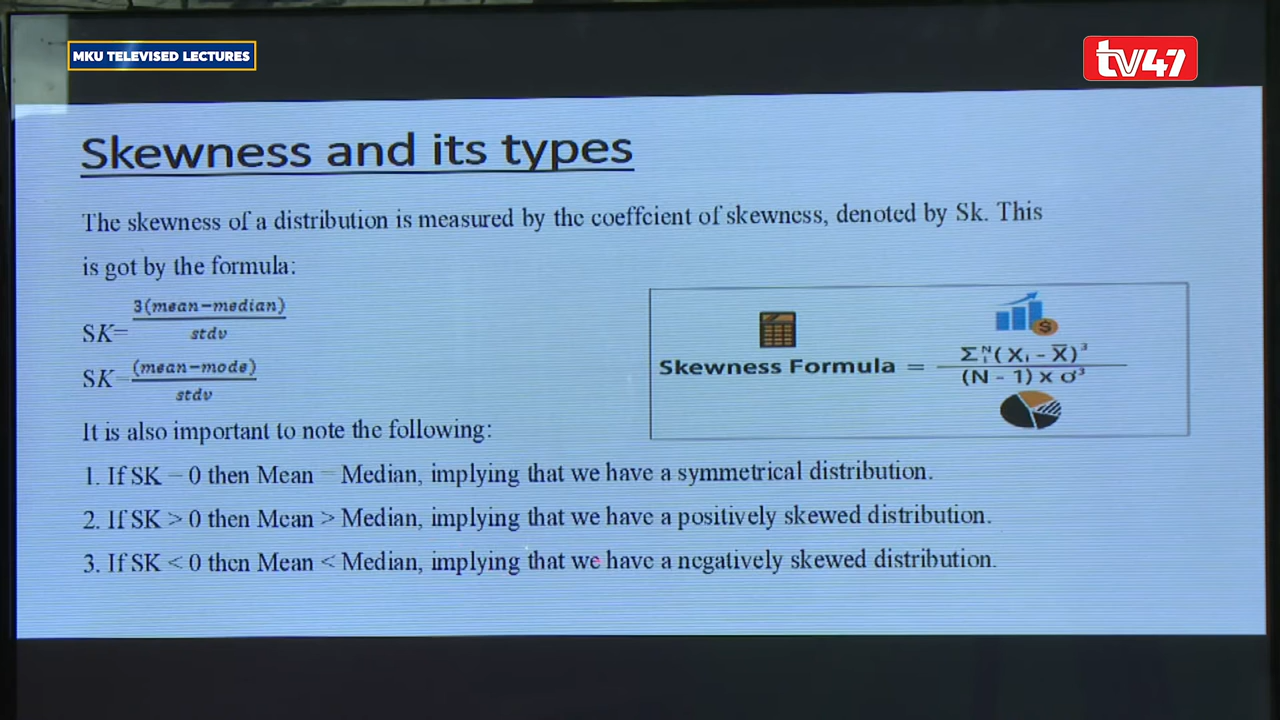 MKU TELEVISED LECTURES
tv47
Skewness and its types
The skewness of a distribution is measured by the coeffcient of skewness, denoted by Sk. This
is got by the formula:
SK= 3(mean−median) / stdv
SK= (mean−mode) / stdv
Skewness Formula = Σᵢᴺ(Xᵢ - X̅)³ / (N - 1) x σ³
It is also important to note the following:
1. If SK = 0 then Mean = Median, implying that we have a symmetrical distribution.
2. If SK > 0 then Mean > Median, implying that we have a positively skewed distribution.
3. If SK < 0 then Mean < Median, implying that we have a negatively skewed distribution.